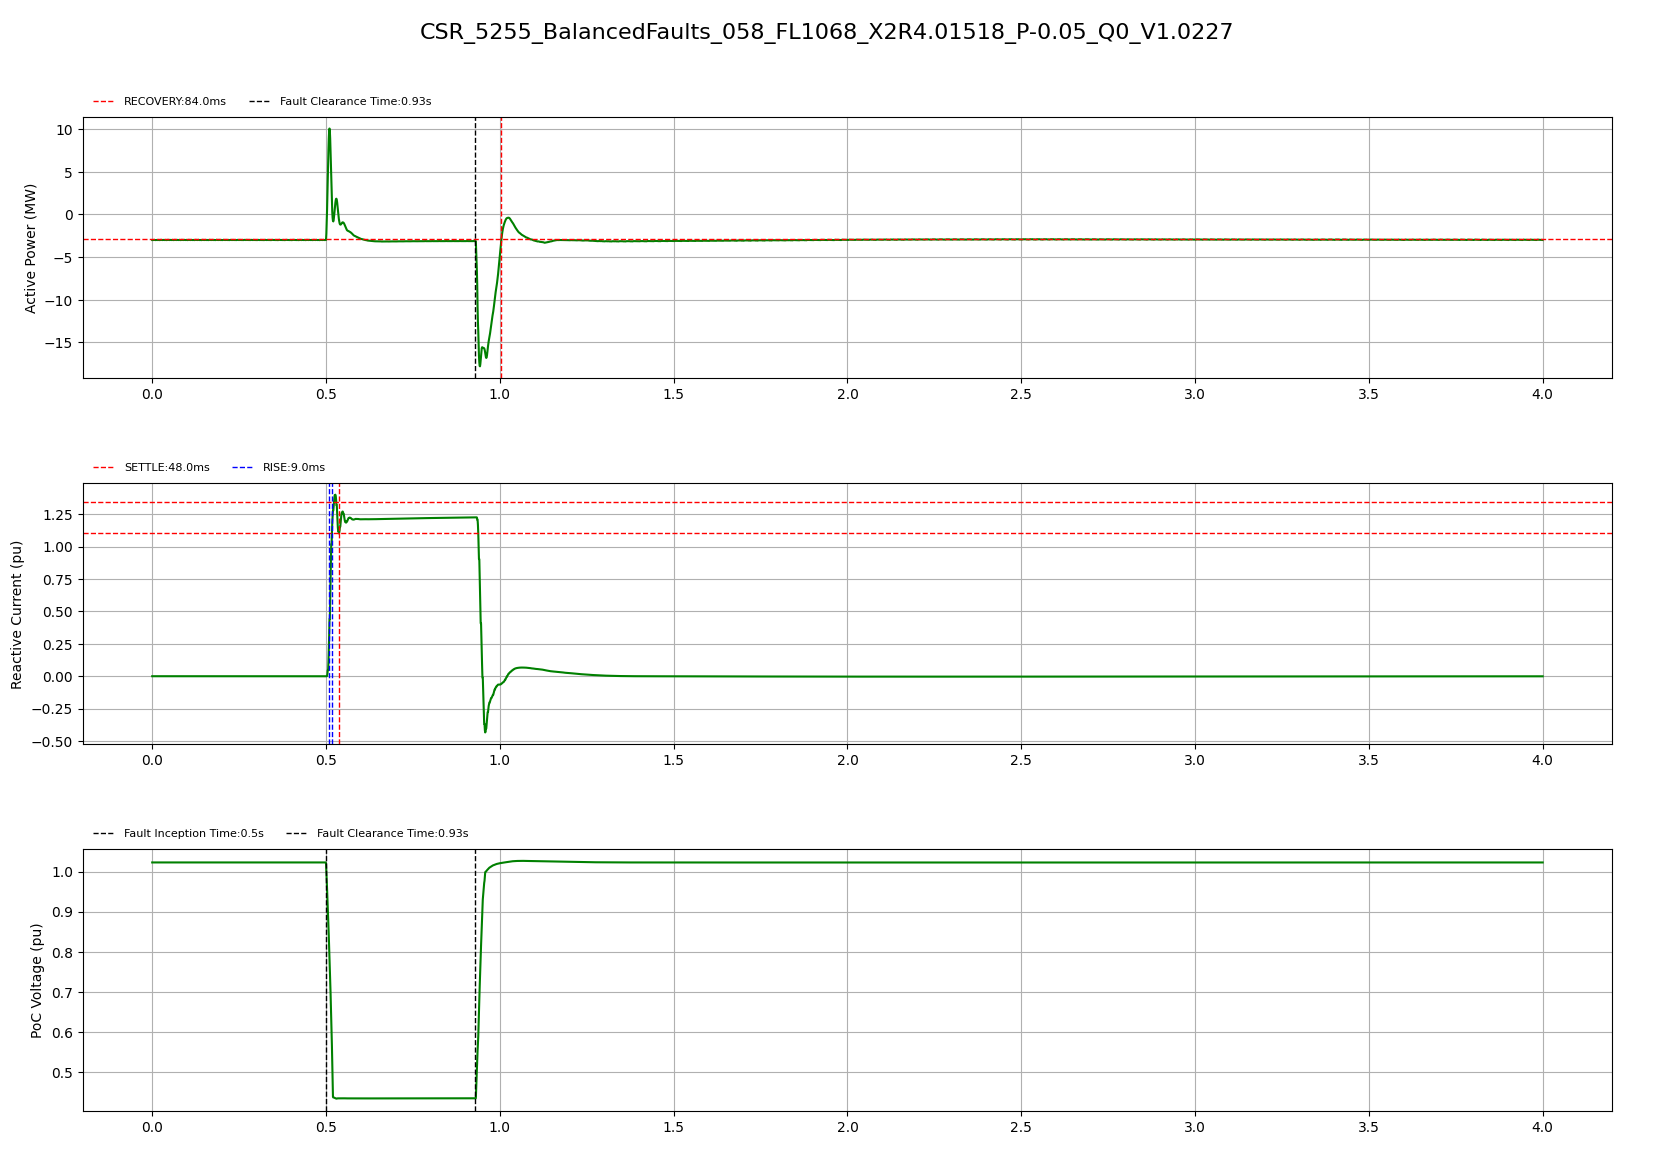 CSR_5255_BalancedFaults_058_FL1068_X2R4.01518_P-0.05_Q0_V1.0227
RECOVERY:84.0ms Fault Clearance Time:0.93s
Active Power (MW)
10
5
0
−5
−10
−15
0.0 0.5 1.0 1.5 2.0 2.5 3.0 3.5 4.0
SETTLE:48.0ms RISE:9.0ms
Reactive Current (pu)
1.25
1.00
0.75
0.50
0.25
0.00
−0.25
−0.50
0.0 0.5 1.0 1.5 2.0 2.5 3.0 3.5 4.0
Fault Inception Time:0.5s Fault Clearance Time:0.93s
PoC Voltage (pu)
1.0
0.9
0.8
0.7
0.6
0.5
0.0 0.5 1.0 1.5 2.0 2.5 3.0 3.5 4.0